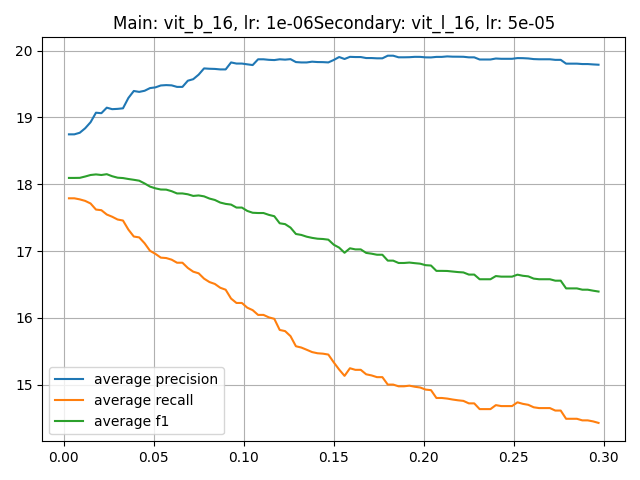 Main: vit_b_16, lr: 1e-06Secondary: vit_l_16, lr: 5e-05
20
19
18
17
16
15
average precision
average recall
average f1
0.00 0.05 0.10 0.15 0.20 0.25 0.30